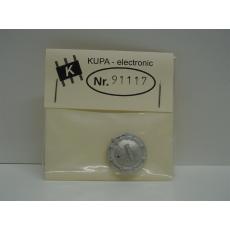 K
KUPA - electronic
Nr. 91117